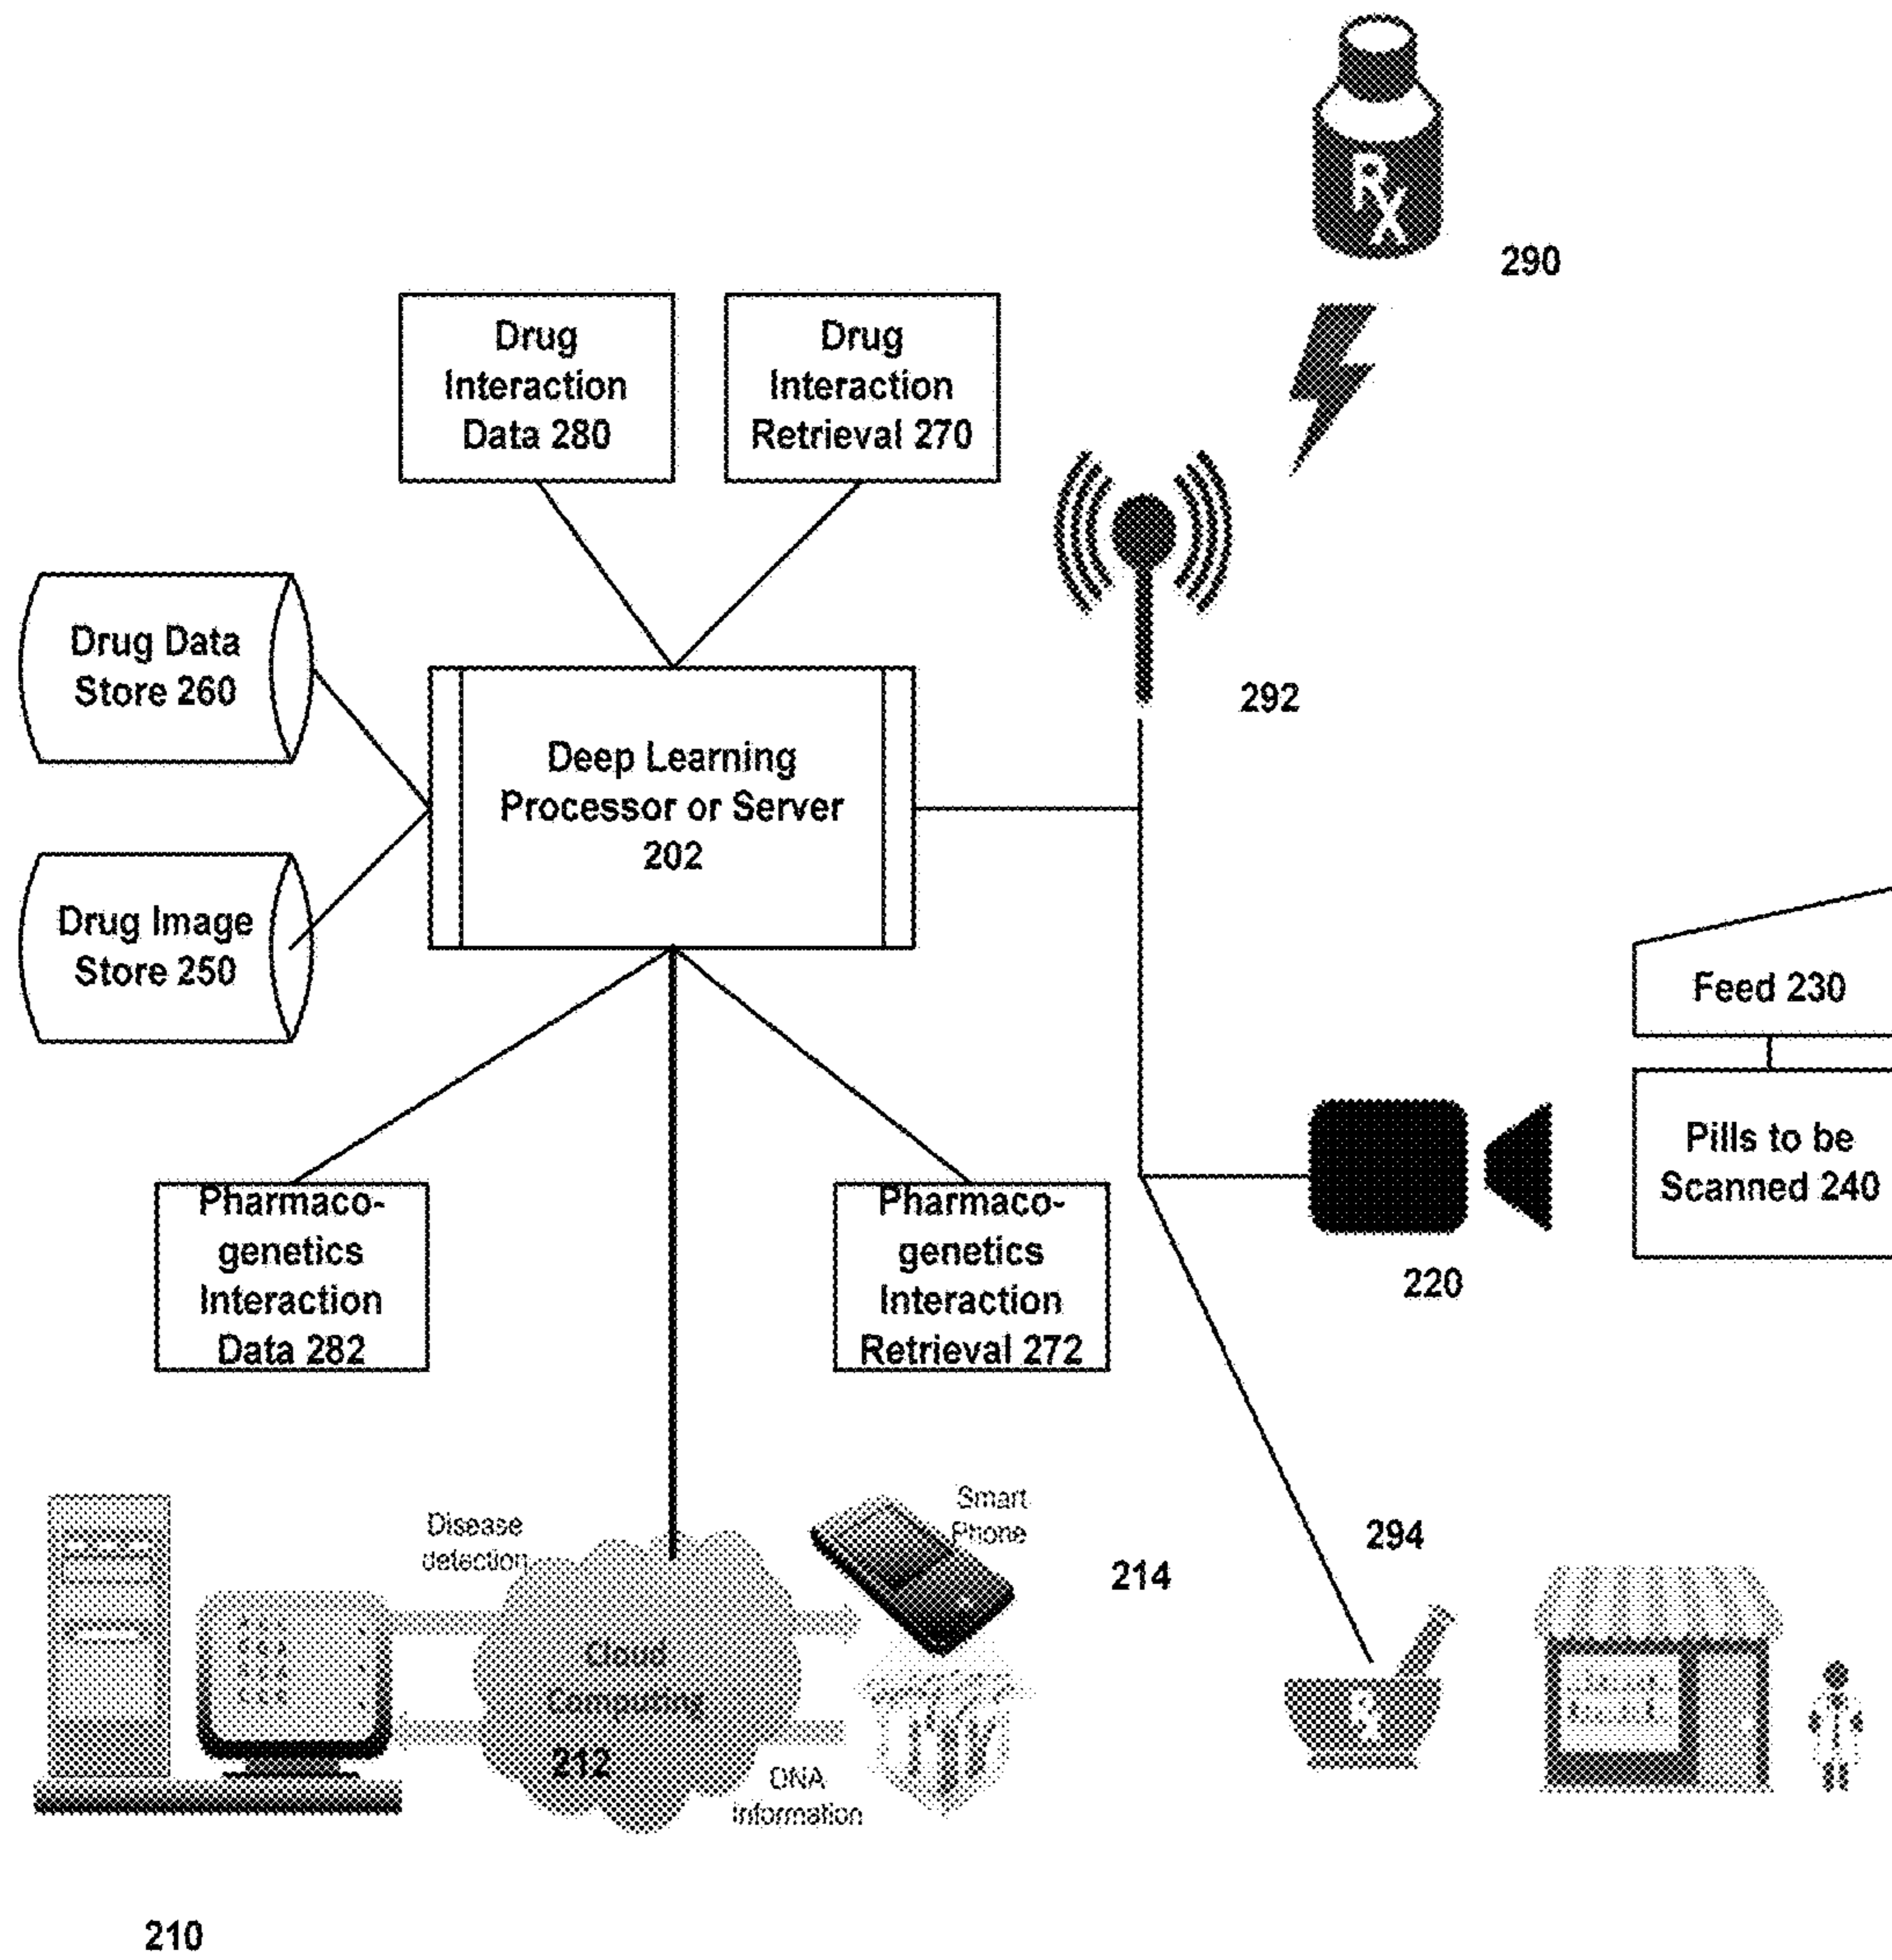 RX
290
Drug
Interaction
Data 280
Drug
Interaction
Retrieval 270
Drug Data
Store 260
292
Deep Learning
Processor or Server
202
Drug Image
Store 250
Feed 230
Pills to be
Scanned 240
220
Pharmaco-
genetics
Interaction
Data 282
Pharmaco-
genetics
Interaction
Retrieval 272
Smart
Phone
Disease
detection
294
214
Cloud
Computing
212
DNA
information
210